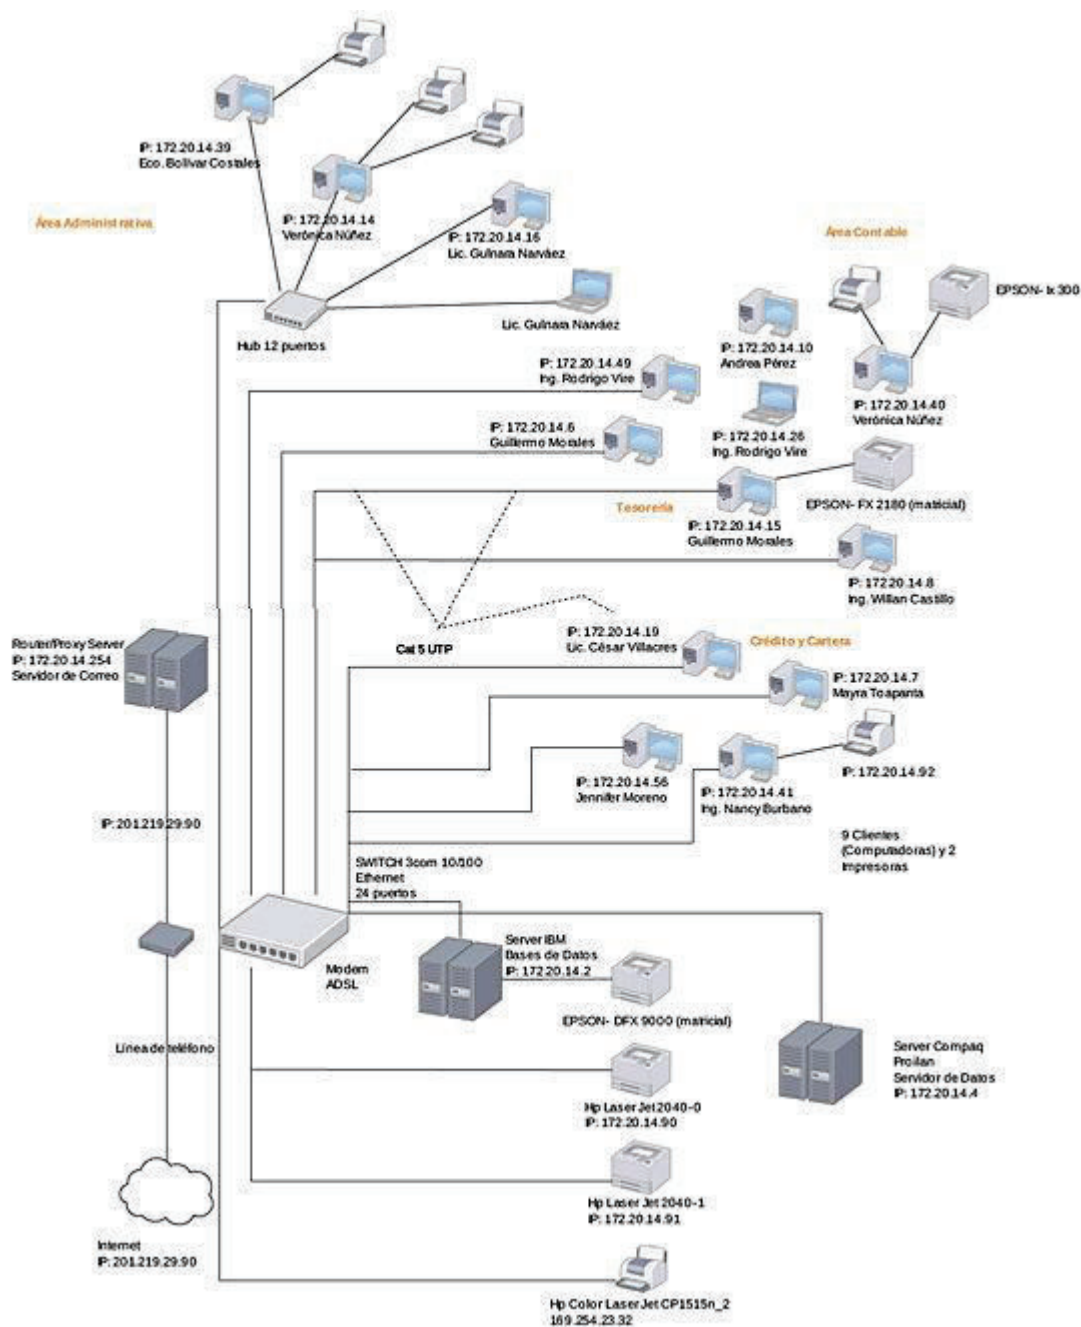 IP: 172.20.14.39
Eco. Bolívar Costales
IP: 172.20.14.14
Verónica Núñez
IP: 172.20.14.16
Lic. Gulnara Narváez
Área Administrativa
Área Contable
EPSON- lx 300
Lic. Gulnara Narváez
Hub 12 puertos
IP: 172.20.14.10
Andrea Pérez
IP: 172.20.14.49
Ing. Rodrigo Vire
IP: 172.20.14.40
Verónica Núñez
IP: 172.20.14.6
Guillermo Morales
IP: 172.20.14.26
Ing. Rodrigo Vire
EPSON- FX 2180 (matricial)
Tesorería
IP: 172.20.14.15
Guillermo Morales
IP: 172.20.14.8
Ing. Willan Castillo
Cat 5 UTP
IP: 172.20.14.19
Lic. César Villacres
Crédito y Cartera
Router/Proxy Server
IP: 172.20.14.254
Servidor de Correo
IP: 172.20.14.7
Mayra Toapanta
IP: 172.20.14.56
Jennifer Moreno
IP: 172.20.14.41
Ing. Nancy Burbano
IP: 172.20.14.92
IP: 201.219.29.90
9 Clientes
(Computadoras) y 2
Impresoras
SWITCH 3com 10/100
Ethernet
24 puertos
Modem
ADSL
Server IBM
Bases de Datos
IP: 172.20.14.2
EPSON- DFX 9000 (matricial)
Línea de teléfono
Server Compaq
Proilan
Servidor de Datos
IP: 172.20.14.4
Hp Laser Jet 2040-0
IP: 172.20.14.90
Hp Laser Jet 2040-1
IP: 172.20.14.91
Internet
IP: 201.219.29.90
Hp Color Laser Jet CP1515n_2
169.254.23.32